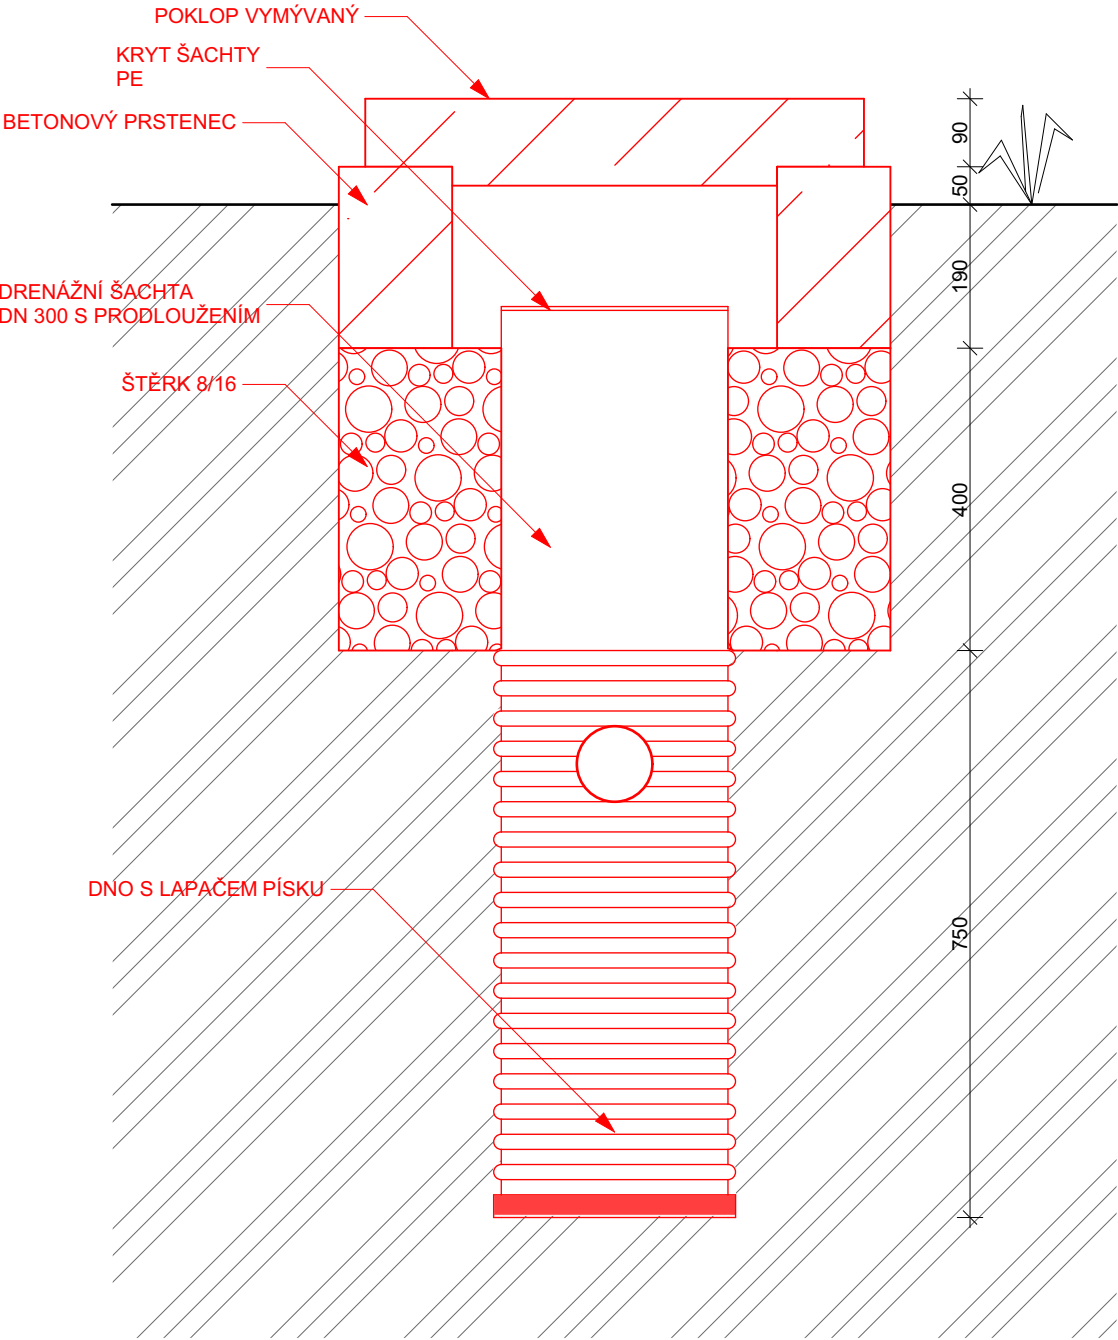 POKLOP VYMÝVANÝ
KRYT ŠACHTY
PE
BETONOVÝ PRSTENEC
DRENÁŽNÍ ŠACHTA
DN 300 S PRODLOUŽENÍM
ŠTĚRK 8/16
DNO S LAPAČEM PÍSKU
90
50
190
400
750